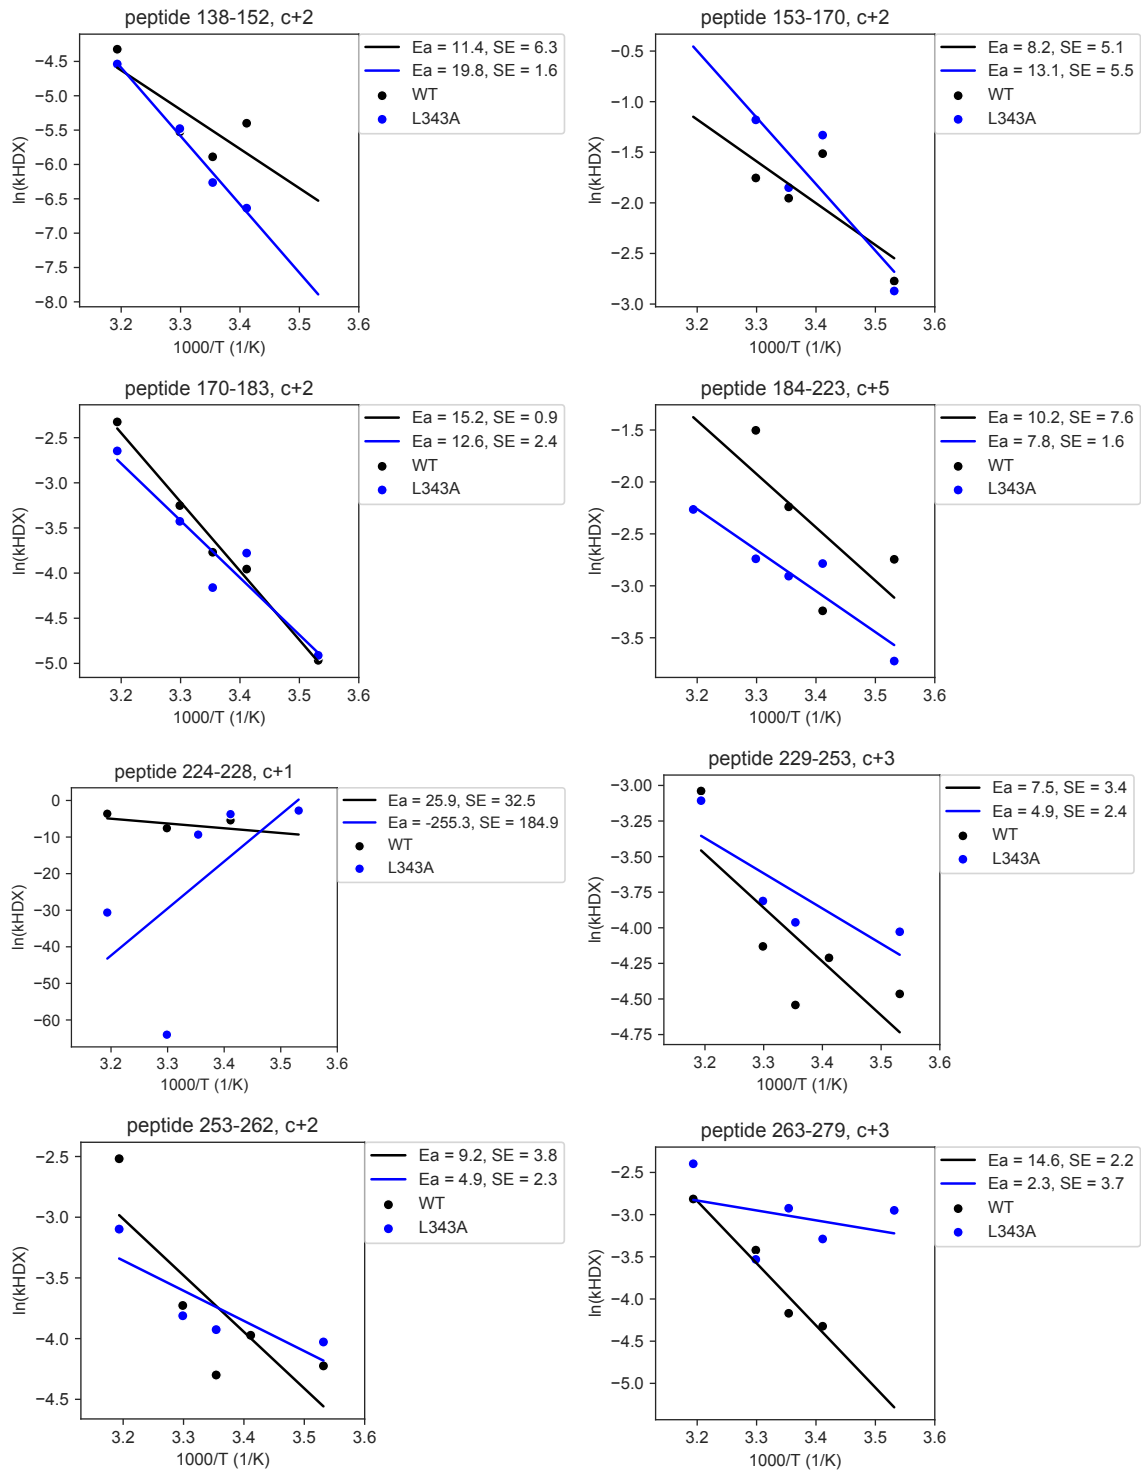 peptide 138-152, c+2
ln(kHDX)
−4.5
−5.0
−5.5
−6.0
−6.5
−7.0
−7.5
−8.0
3.2 3.3 3.4 3.5 3.6
1000/T (1/K)
Ea = 11.4, SE = 6.3
Ea = 19.8, SE = 1.6
WT
L343A
peptide 153-170, c+2
ln(kHDX)
−0.5
−1.0
−1.5
−2.0
−2.5
−3.0
3.2 3.3 3.4 3.5 3.6
1000/T (1/K)
Ea = 8.2, SE = 5.1
Ea = 13.1, SE = 5.5
WT
L343A
peptide 170-183, c+2
ln(kHDX)
−2.5
−3.0
−3.5
−4.0
−4.5
−5.0
3.2 3.3 3.4 3.5 3.6
1000/T (1/K)
Ea = 15.2, SE = 0.9
Ea = 12.6, SE = 2.4
WT
L343A
peptide 184-223, c+5
ln(kHDX)
−1.5
−2.0
−2.5
−3.0
−3.5
3.2 3.3 3.4 3.5 3.6
1000/T (1/K)
Ea = 10.2, SE = 7.6
Ea = 7.8, SE = 1.6
WT
L343A
peptide 224-228, c+1
ln(kHDX)
0
−10
−20
−30
−40
−50
−60
3.2 3.3 3.4 3.5 3.6
1000/T (1/K)
Ea = 25.9, SE = 32.5
Ea = -255.3, SE = 184.9
WT
L343A
peptide 229-253, c+3
ln(kHDX)
−3.00
−3.25
−3.50
−3.75
−4.00
−4.25
−4.50
−4.75
3.2 3.3 3.4 3.5 3.6
1000/T (1/K)
Ea = 7.5, SE = 3.4
Ea = 4.9, SE = 2.4
WT
L343A
peptide 253-262, c+2
ln(kHDX)
−2.5
−3.0
−3.5
−4.0
−4.5
3.2 3.3 3.4 3.5 3.6
1000/T (1/K)
Ea = 9.2, SE = 3.8
Ea = 4.9, SE = 2.3
WT
L343A
peptide 263-279, c+3
ln(kHDX)
−2.5
−3.0
−3.5
−4.0
−4.5
−5.0
3.2 3.3 3.4 3.5 3.6
1000/T (1/K)
Ea = 14.6, SE = 2.2
Ea = 2.3, SE = 3.7
WT
L343A